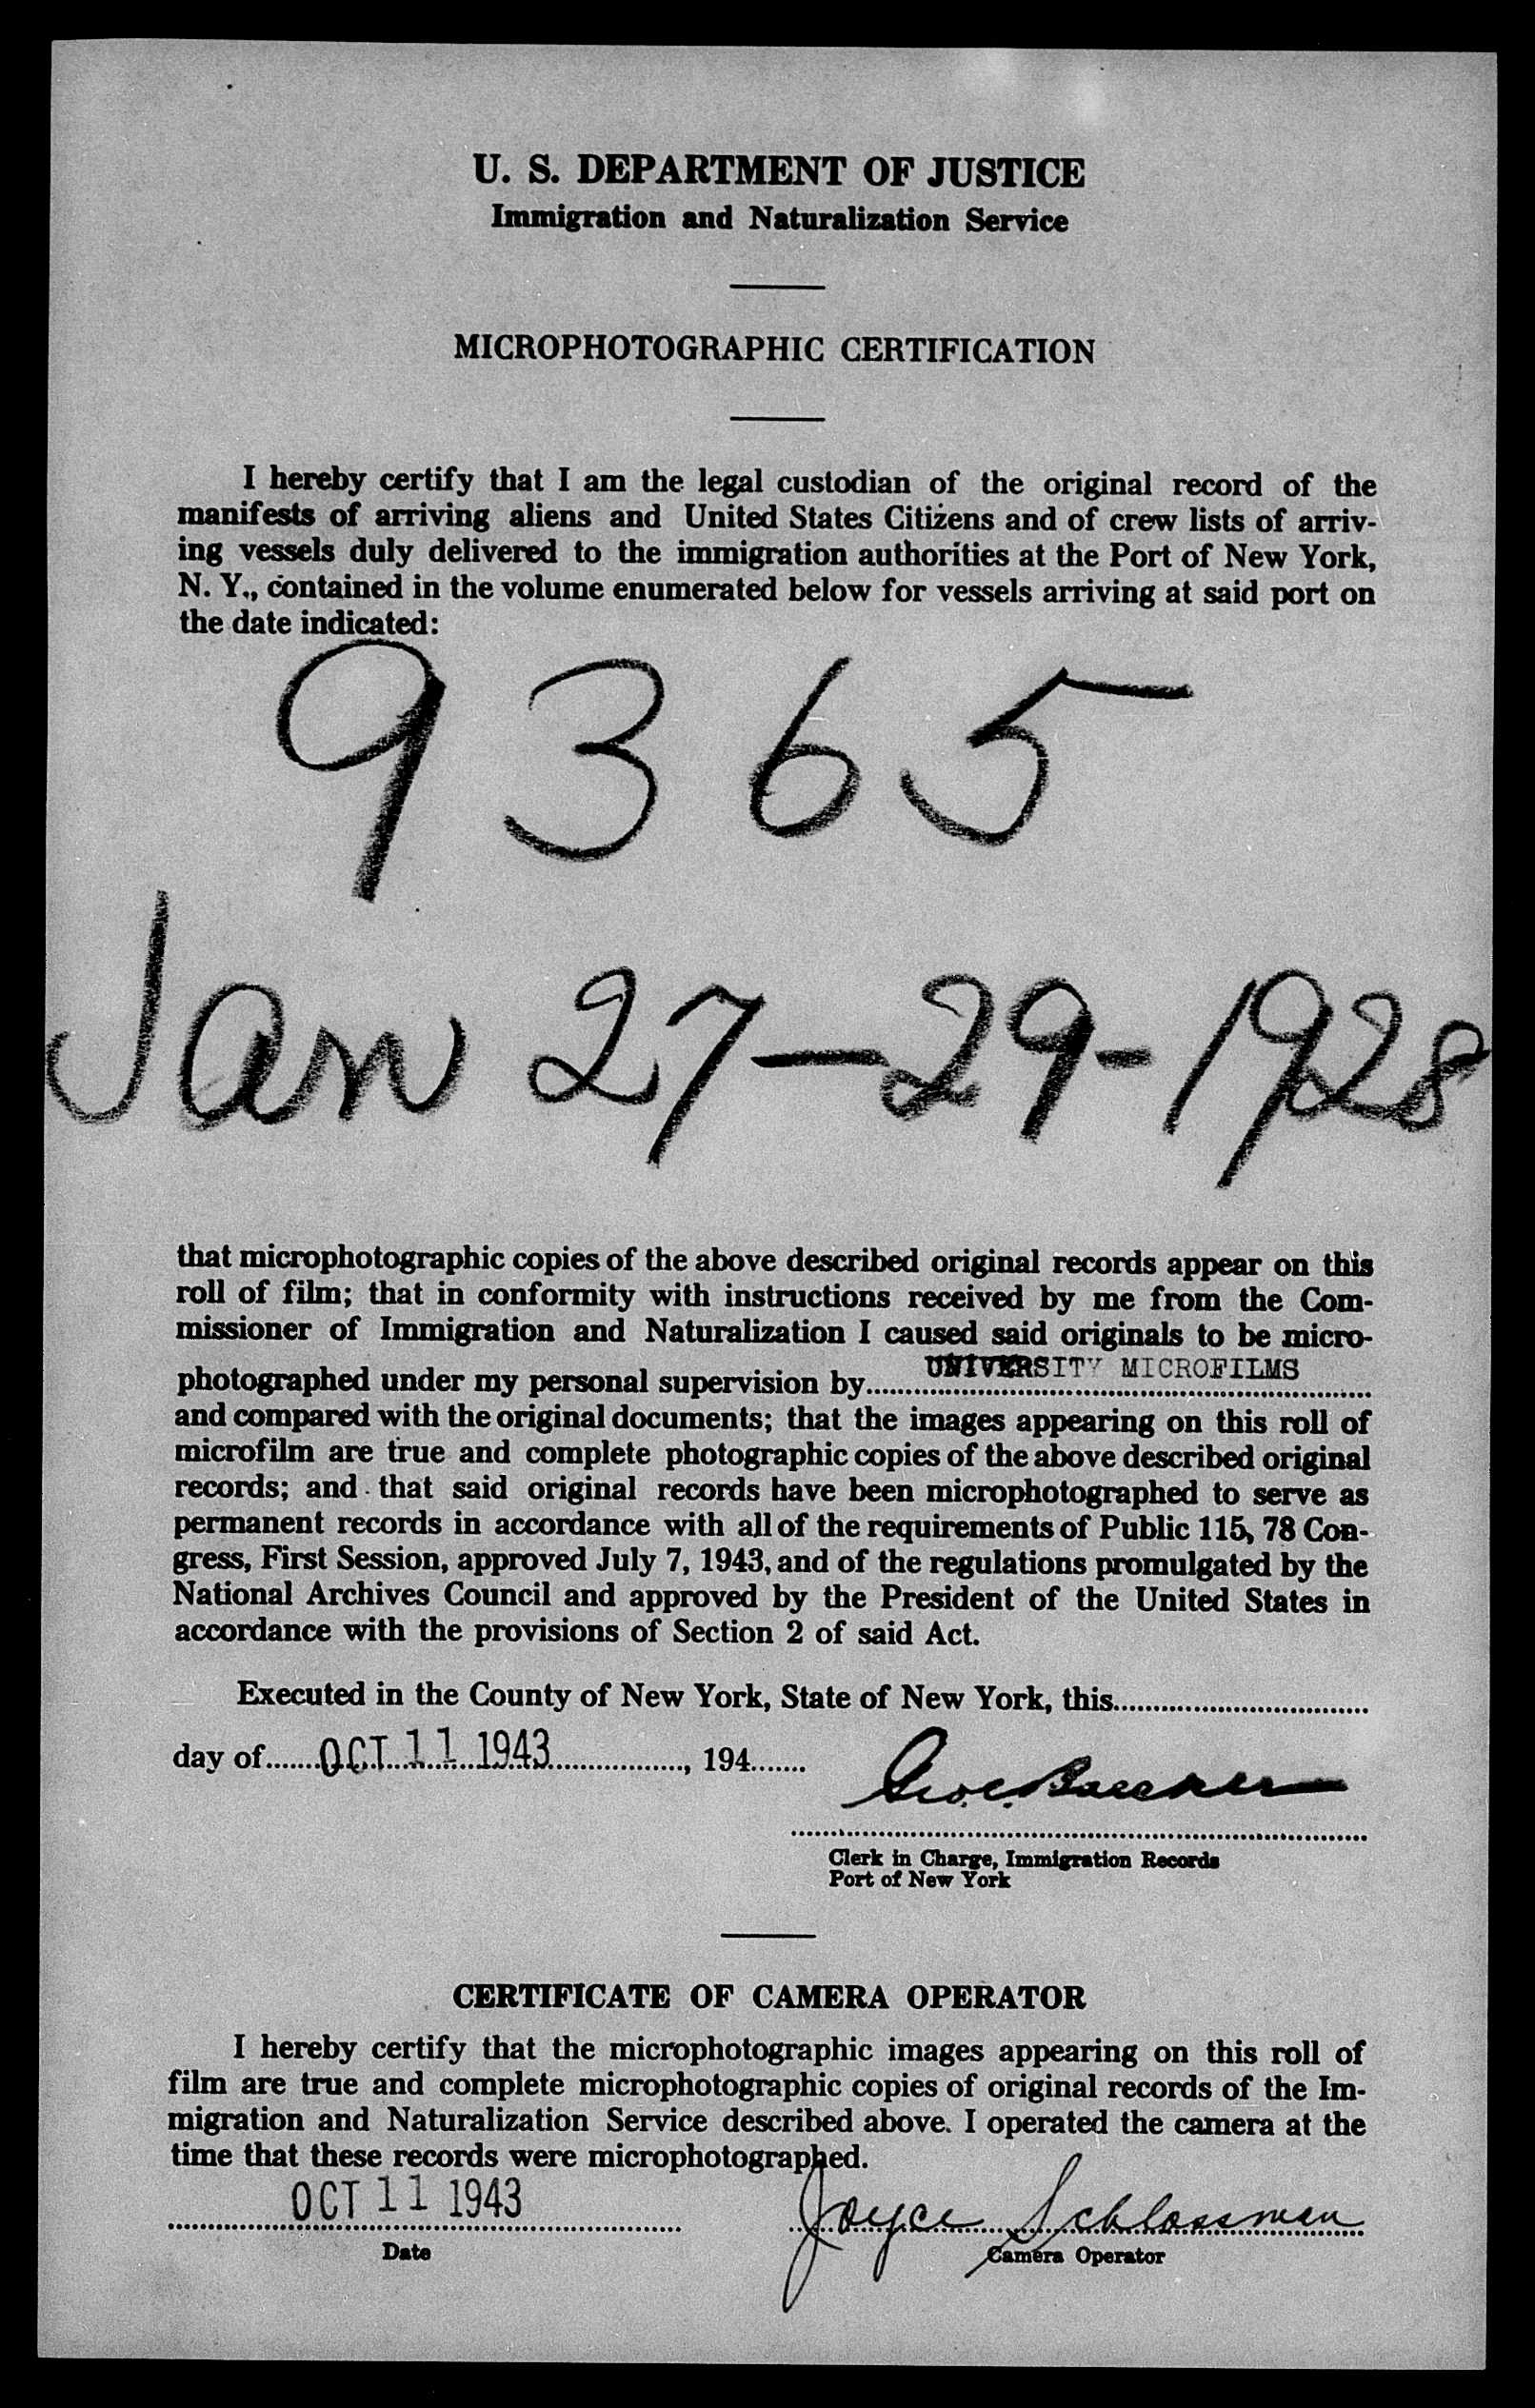 U. S. DEPARTMENT OF JUSTICE
Immigration and Naturalization Service
MICROPHOTOGRAPHIC CERTIFICATION
I hereby certify that I am the legal custodian of the original record of the
manifests of arriving aliens and United States Citizens and of crew lists of arriv-
ing vessels duly delivered to the immigration authorities at the Port of New York,
N. Y., contained in the volume enumerated below for vessels arriving at said port on
the date indicated:
9365
Jan 27-29-1928
that microphotographic copies of the above described original records appear on this
roll of film; that in conformity with instructions received by me from the Com-
missioner of Immigration and Naturalization I caused said originals to be micro-
photographed under my personal supervision by UNIVERSITY MICROFILMS
and compared with the original documents; that the images appearing on this roll of
microfilm are true and complete photographic copies of the above described original
records; and that said original records have been microphotographed to serve as
permanent records in accordance with all of the requirements of Public 115, 78 Con-
gress, First Session, approved July 7, 1943, and of the regulations promulgated by the
National Archives Council and approved by the President of the United States in
accordance with the provisions of Section 2 of said Act.
Executed in the County of New York, State of New York, this
day of OCT 11 1943, 194
Geo.
Clerk in Charge, Immigration Records
Port of New York
CERTIFICATE OF CAMERA OPERATOR
I hereby certify that the microphotographic images appearing on this roll of
film are true and complete microphotographic copies of original records of the Im-
migration and Naturalization Service described above. I operated the camera at the
time that these records were microphotographed.
OCT 11 1943 Joyce Schlossman
Date Camera Operator